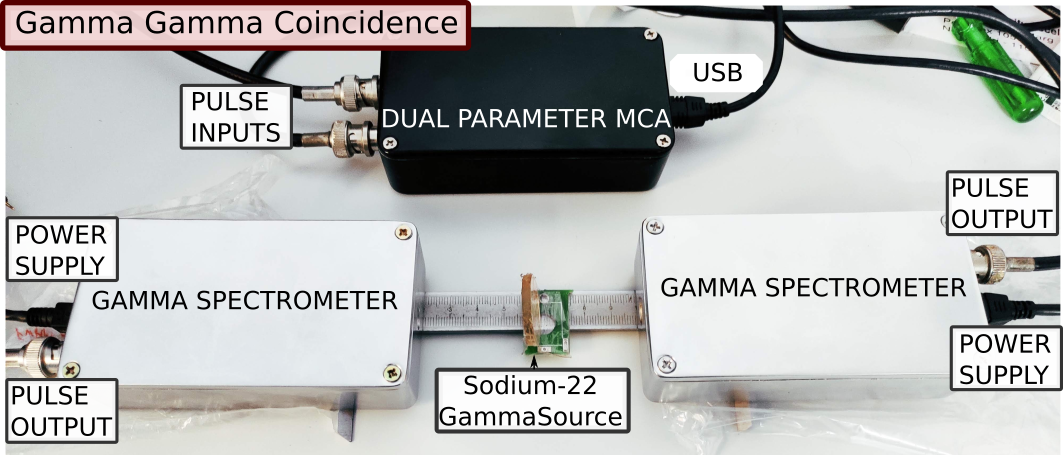 Gamma Gamma Coincidence
USB
PULSE
INPUTS
DUAL PARAMETER MCA
PULSE
OUTPUT
POWER
SUPPLY
GAMMA SPECTROMETER
GAMMA SPECTROMETER
POWER
SUPPLY
Sodium-22
GammaSource
PULSE
OUTPUT